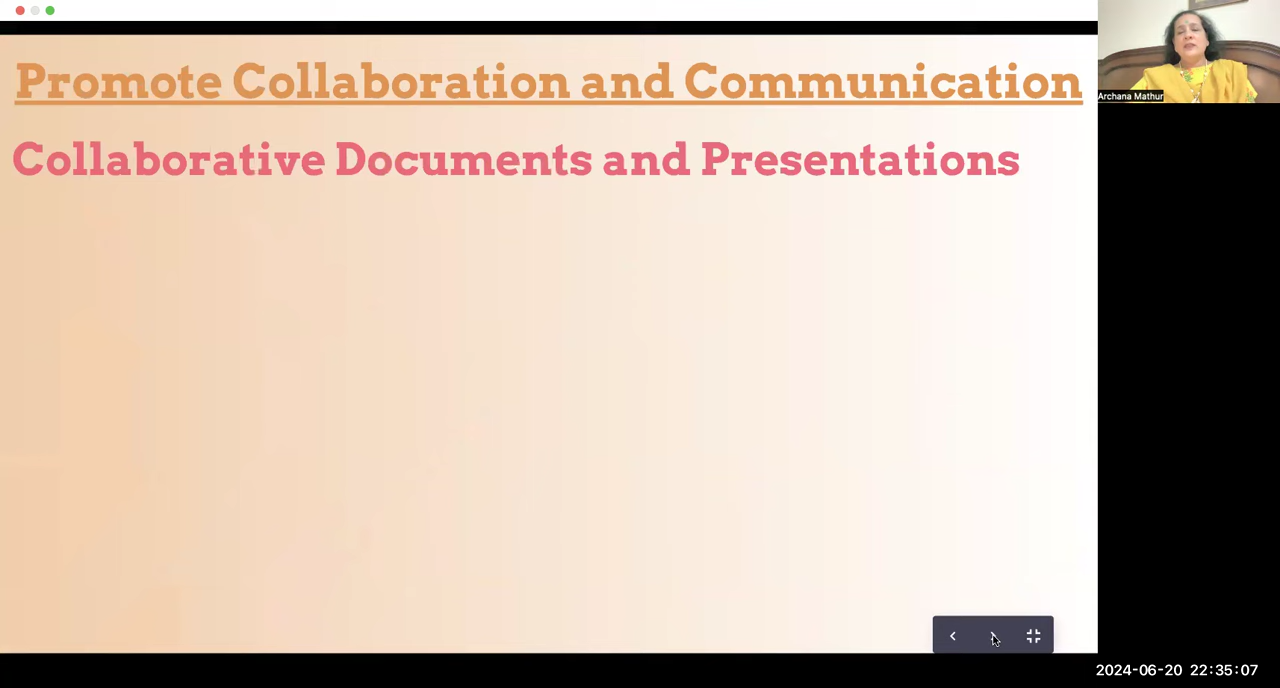 Promote Collaboration and Communication
Collaborative Documents and Presentations
Archana Mathur
2024-06-20 22:35:07